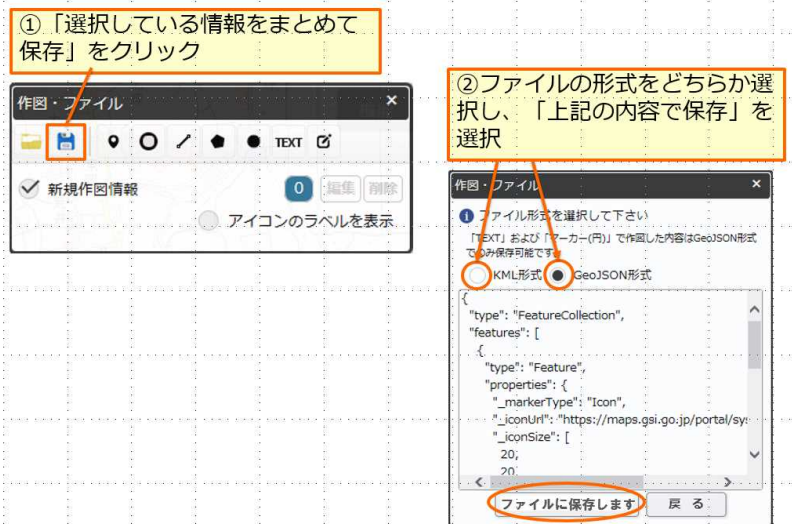 ①「選択している情報をまとめて
保存」をクリック
作図・ファイル ×
TEXT
新規作図情報 0 編集 削除
アイコンのラベルを表示
②ファイルの形式をどちらか選
択し、「上記の内容で保存」を
選択
作図・ファイル ×
ファイル形式を選択して下さい
「TEXT」および「マーカー(円)」で作図した内容はGeoJSON形式
でのみ保存可能です
KML形式 GeoJSON形式
{
"type": "FeatureCollection",
"features": [
{
"type": "Feature",
"properties": {
"_markerType": "Icon",
"_iconUrl": "https://maps.gsi.go.jp/portal/sy
"_iconSize": [
20,
20
ファイルに保存します 戻る